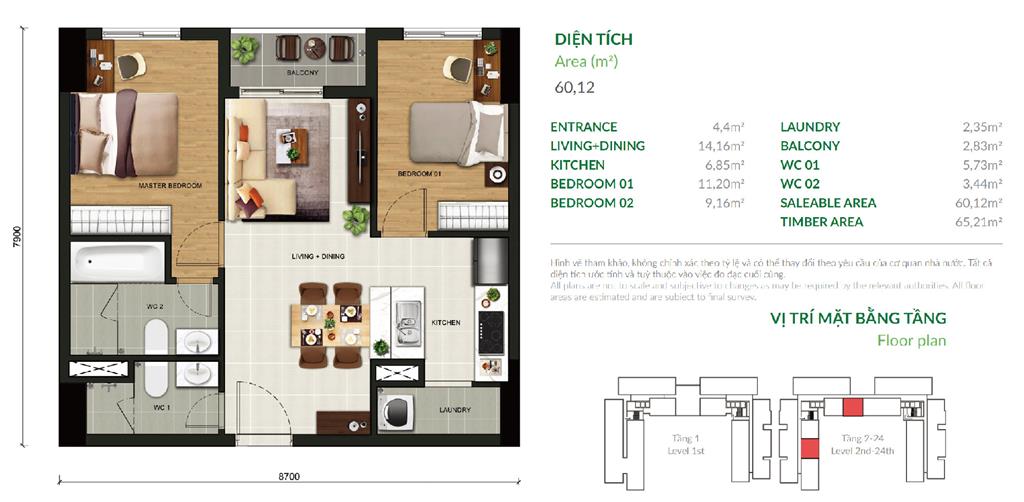 BALCONY
MASTER BEDROOM
BEDROOM 01
LIVING + DINING
WC 2
KITCHEN
WC 1
LAUNDRY
7900
8700
DIỆN TÍCH
Area (m²)
60,12
ENTRANCE 4,4m²
LIVING+DINING 14,16m²
KITCHEN 6,85m²
BEDROOM 01 11,20m²
BEDROOM 02 9,16m²
LAUNDRY 2,35m²
BALCONY 2,83m²
WC 01 5,73m²
WC 02 3,44m²
SALEABLE AREA 60,12m²
TIMBER AREA 65,21m²
Hình vẽ tham khảo, không chính xác theo tỷ lệ và có thể thay đổi theo yêu cầu của cơ quan nhà nước. Tất cả
diện tích ước tính và tuỳ thuộc vào việc đo đạc cuối cùng.
All plans are not to scale and subjective to changes as may be required by the relevant authorities. All floor
areas are estimated and are subject to final survey.
VỊ TRÍ MẶT BẰNG TẦNG
Floor plan
Tầng 1
Level 1st
Tầng 2-24
Level 2nd-24th